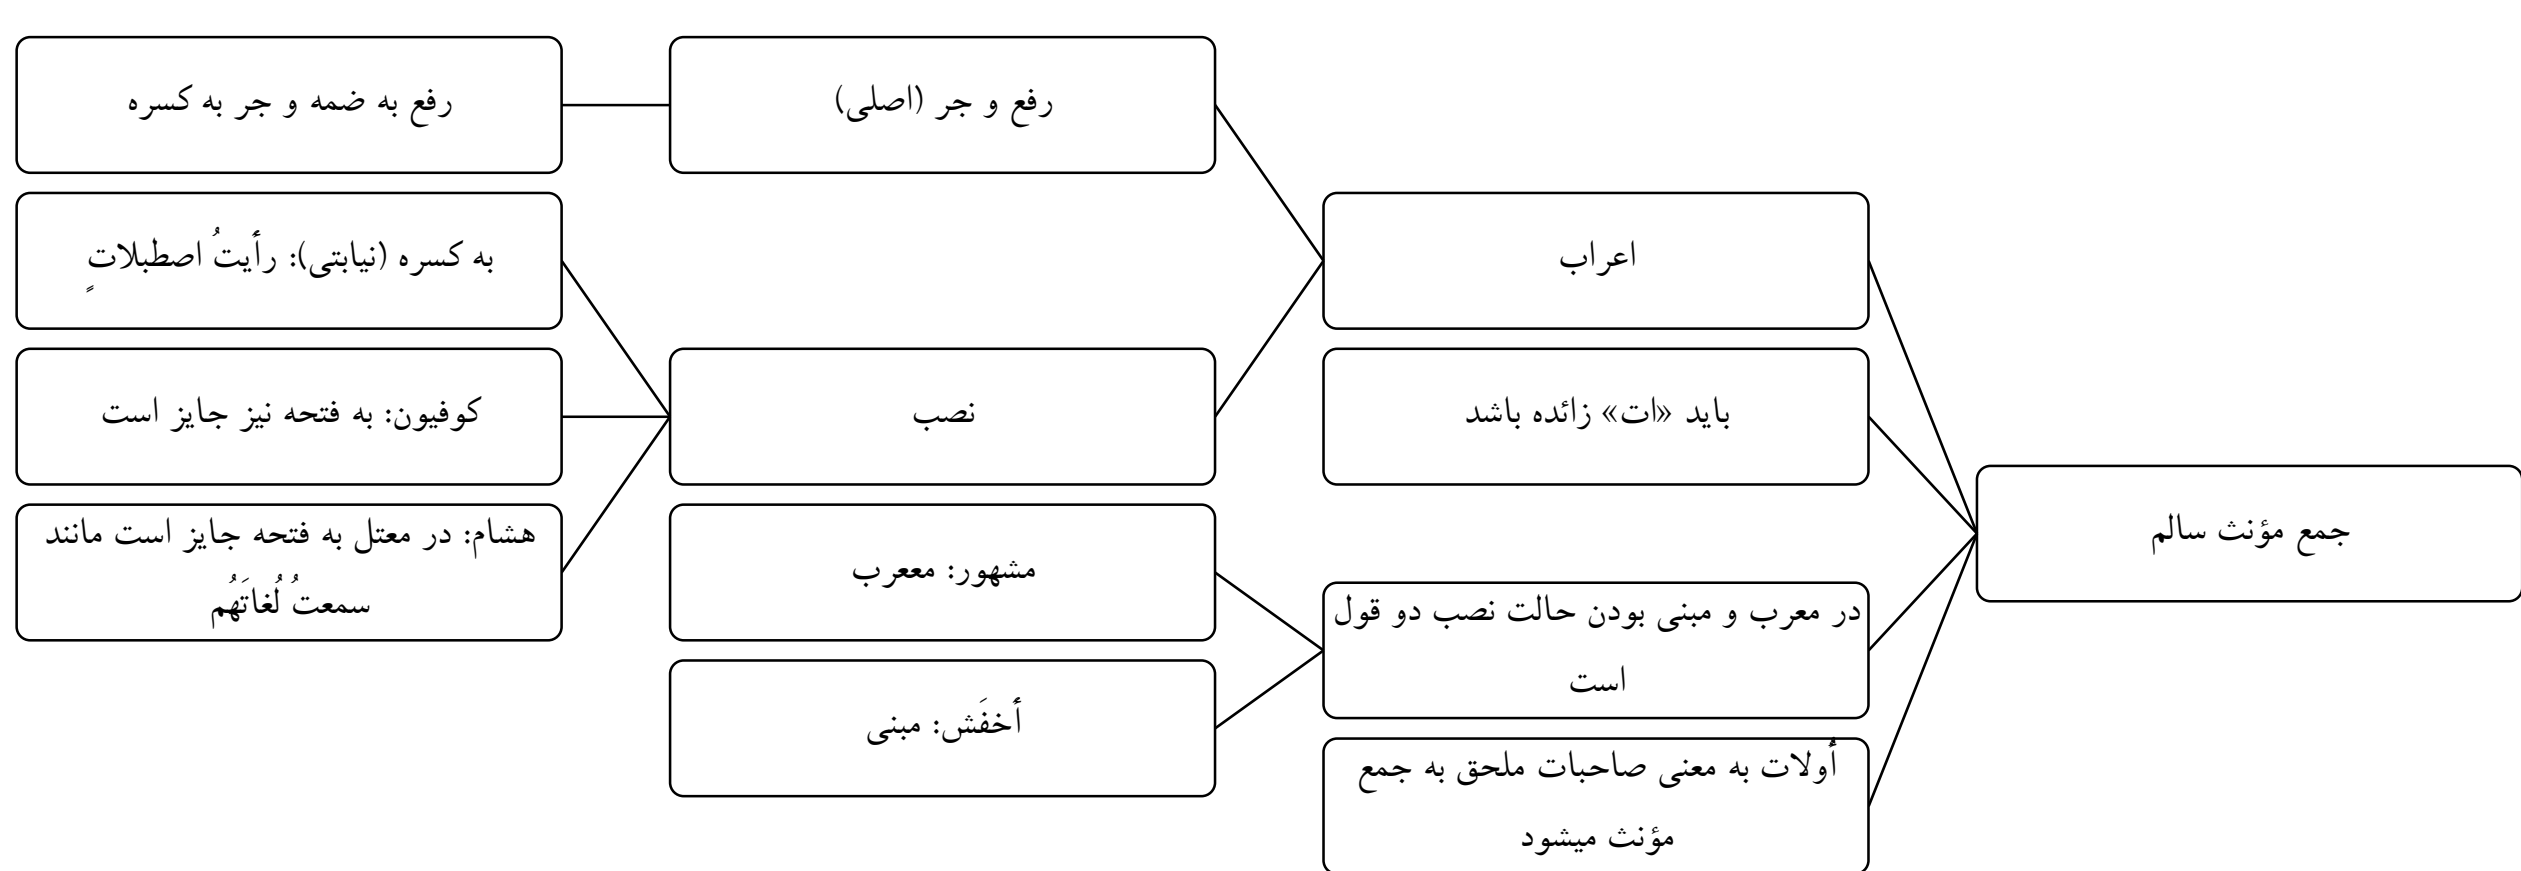 جمع مؤنث سالم
اعراب
رفع و جر (اصلی)
رفع به ضمه و جر به کسره
نصب
به کسره (نیابتی): رأیتُ اصطبلاتٍ
کوفیون: به فتحه نیز جایز است
هشام: در معتل به فتحه جایز است مانند
سمعتُ لُغاتَهُم
باید «ات» زائده باشد
در معرب و مبنی بودن حالت نصب دو قول
است
مشهور: مععرب
أخفَش: مبنی
أولات به معنی صاحبات ملحق به جمع
مؤنث میشود